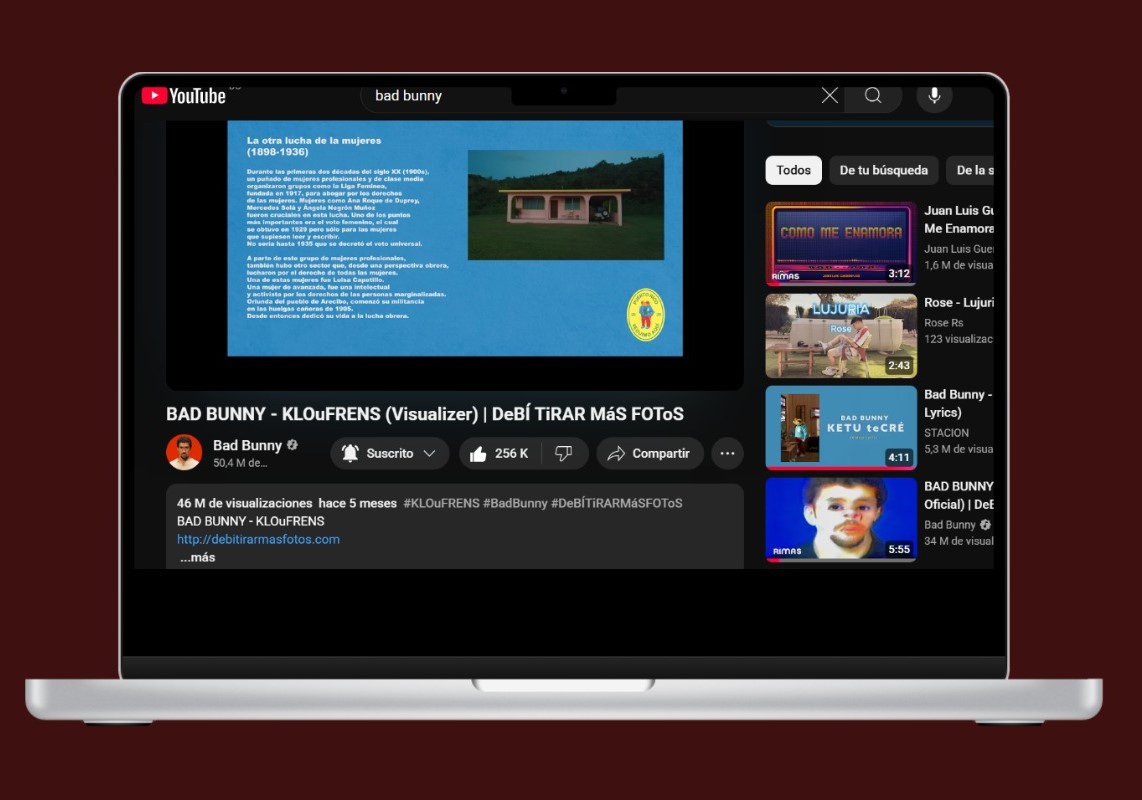 YouTube
bad bunny
La otra lucha de la mujeres
(1898-1936)
Durante las primeras dos décadas del siglo XX (1900s),
un puñado de mujeres profesionales y de clase media
organizaron grupos como la Liga Femínea,
fundada en 1917, para abogar por los derechos
de las mujeres. Mujeres como Ana Roque de Duprey,
Mercedes Solá y Ángela Negrón Muñoz
fueron cruciales en esta lucha. Uno de los puntos
más importantes era el voto femenino, el cual
se obtuvo en 1929 pero sólo para las mujeres
que supiesen leer y escribir.
No sería hasta 1935 que se decretó el voto universal.
A parte de este grupo de mujeres profesionales,
también hubo otro sector que, desde una perspectiva obrera,
lucharon por el derecho de todas las mujeres.
Una de estas mujeres fue Luisa Capetillo.
Una mujer de avanzada, fue una intelectual
y activista por los derechos de las personas marginalizadas.
Oriunda del pueblo de Arecibo, comenzó su militancia
en las huelgas cañeras de 1905.
Desde entonces dedicó su vida a la lucha obrera.
BAD BUNNY - KLOuFRENS (Visualizer) | DeBÍ TiRAR MáS FOToS
Bad Bunny
50,4 M de...
Suscrito
256 K
Compartir
46 M de visualizaciones hace 5 meses #KLOuFRENS #BadBunny #DeBÍTiRARMáSFOToS
BAD BUNNY - KLOuFRENS
http://debitirarmasfotos.com
...más
Todos
De tu búsqueda
De la s
COMO ME ENAMORA
RIMAS
3:12
Juan Luis Gu
Me Enamora
Juan Luis Guer
1,6 M de visua
LUJURIA
Rose
2:43
Rose - Lujuri
Rose Rs
123 visualizac
BAD BUNNY
KETU teCRÉ
4:11
Bad Bunny -
Lyrics)
STACION
5,3 M de visua
RIMAS
5:55
BAD BUNNY
Oficial) | DeB
Bad Bunny
34 M de visual